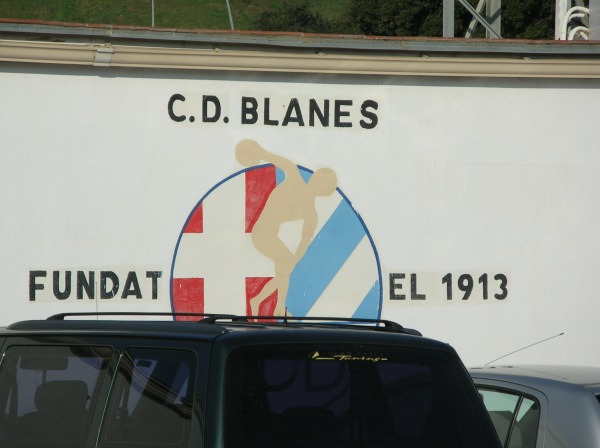 C.D. BLANES
FUNDAT EL 1913